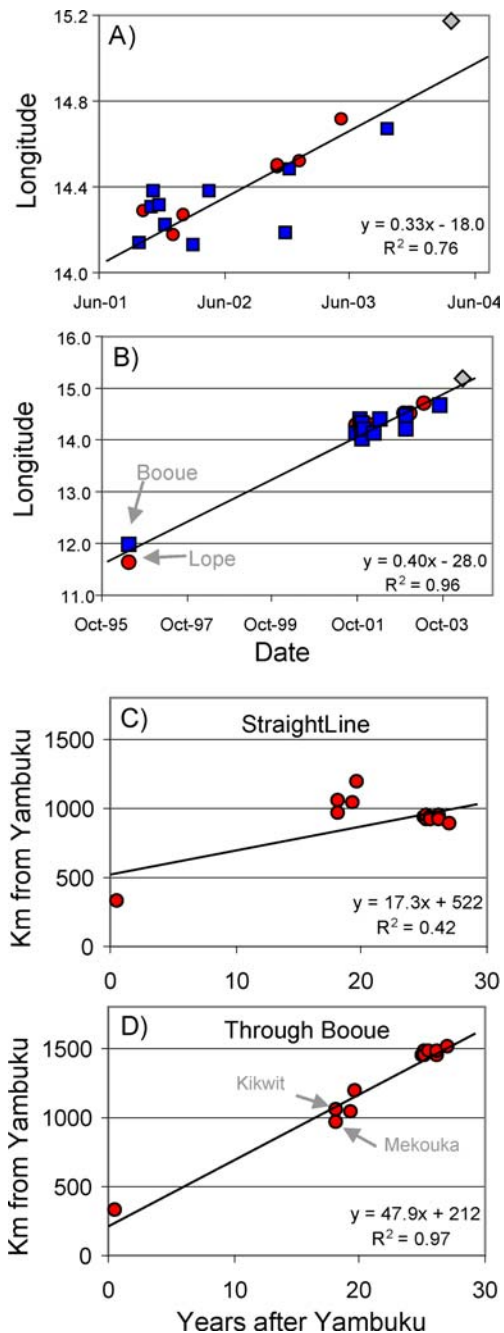 A)
Longitude
15.2
14.8
14.4
14.0
y = 0.33x - 18.0
R² = 0.76
Jun-01 Jun-02 Jun-03 Jun-04
B)
Longitude
16.0
15.0
14.0
13.0
12.0
11.0
Booue
Lope
y = 0.40x - 28.0
R² = 0.96
Oct-95 Oct-97 Oct-99 Oct-01 Oct-03
Date
C)
StraightLine
Km from Yambuku
1500
1000
500
0
y = 17.3x + 522
R² = 0.42
0 10 20 30
D)
Through Booue
Km from Yambuku
1500
1000
500
0
Kikwit
Mekouka
y = 47.9x + 212
R² = 0.97
0 10 20 30
Years after Yambuku